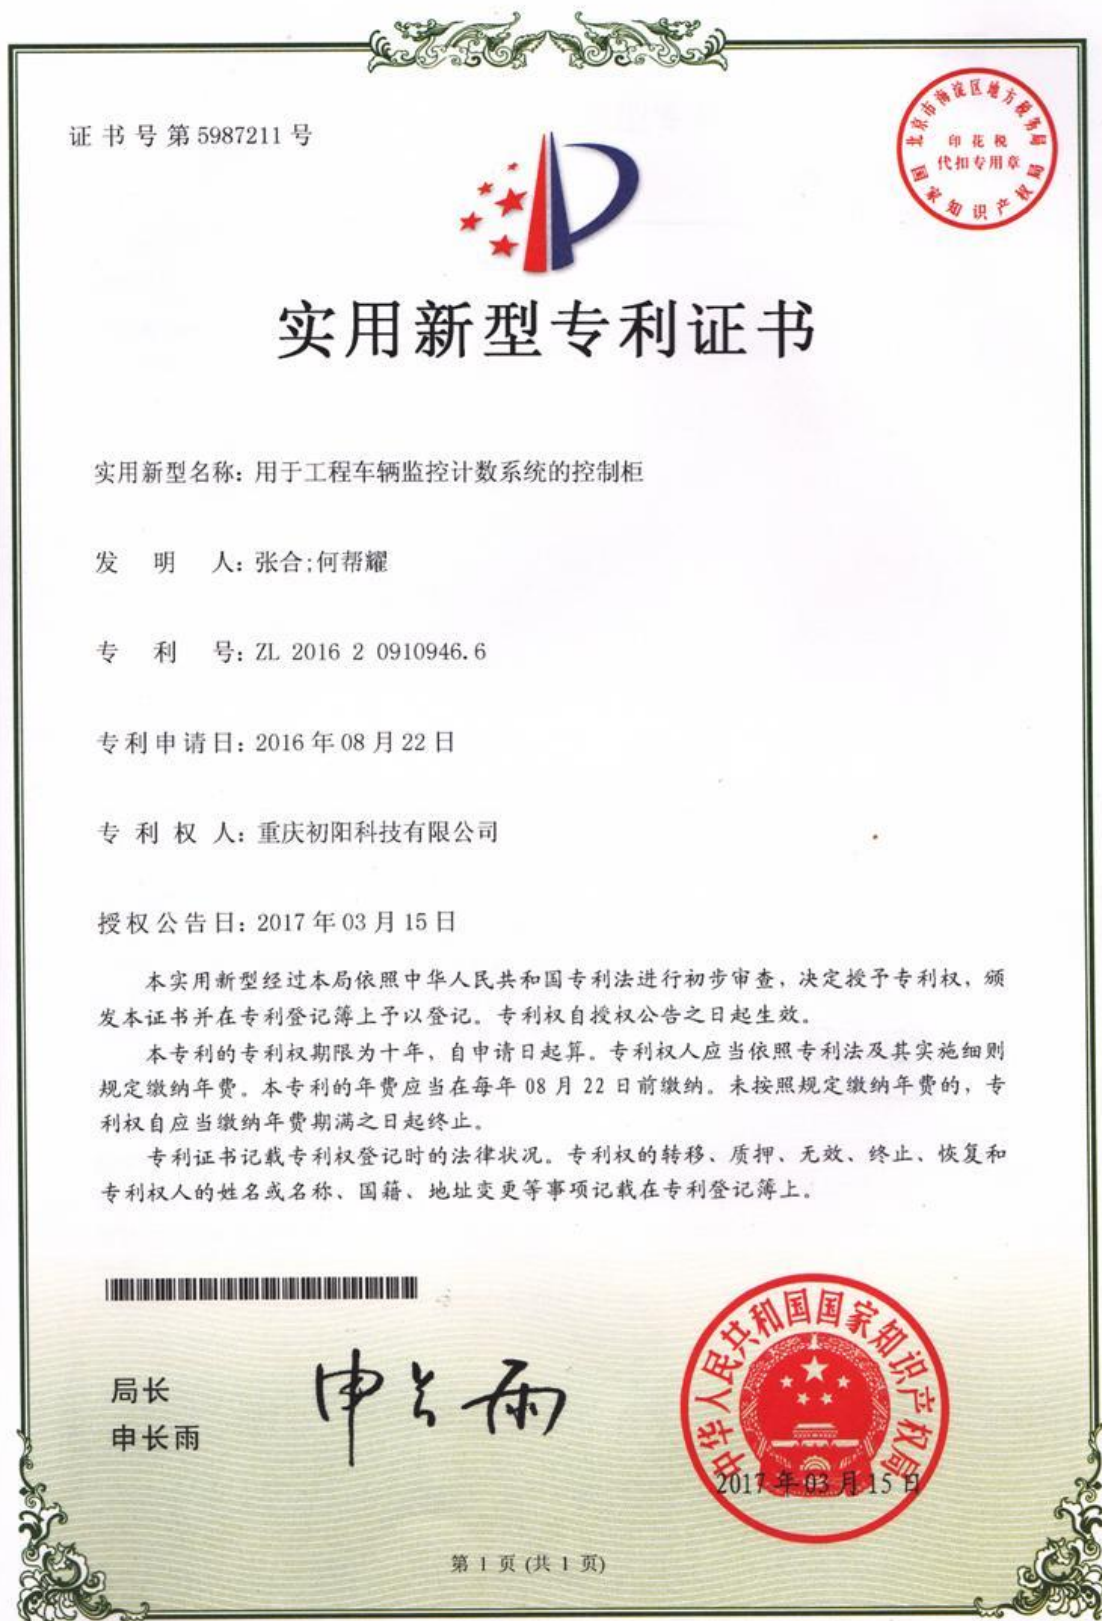 证书号第5987211号
北京市海淀区地方税务局
印花税
代扣专用章
国家知识产权局
实用新型专利证书
实用新型名称：用于工程车辆监控计数系统的控制柜
发明人：张合;何帮耀
专利号：ZL 2016 2 0910946.6
专利申请日：2016年08月22日
专利权人：重庆初阳科技有限公司
授权公告日：2017年03月15日
本实用新型经过本局依照中华人民共和国专利法进行初步审查，决定授予专利权，颁
发本证书并在专利登记簿上予以登记。专利权自授权公告之日起生效。
本专利的专利权期限为十年，自申请日起算。专利权人应当依照专利法及其实施细则
规定缴纳年费。本专利的年费应当在每年08月22日前缴纳。未按照规定缴纳年费的，专
利权自应当缴纳年费期满之日起终止。
专利证书记载专利权登记时的法律状况。专利权的转移、质押、无效、终止、恢复和
专利权人的姓名或名称、国籍、地址变更等事项记载在专利登记簿上。
局长
申长雨
申长雨
中华人民共和国国家知识产权局
2017年03月15日
第 1 页 (共 1 页)